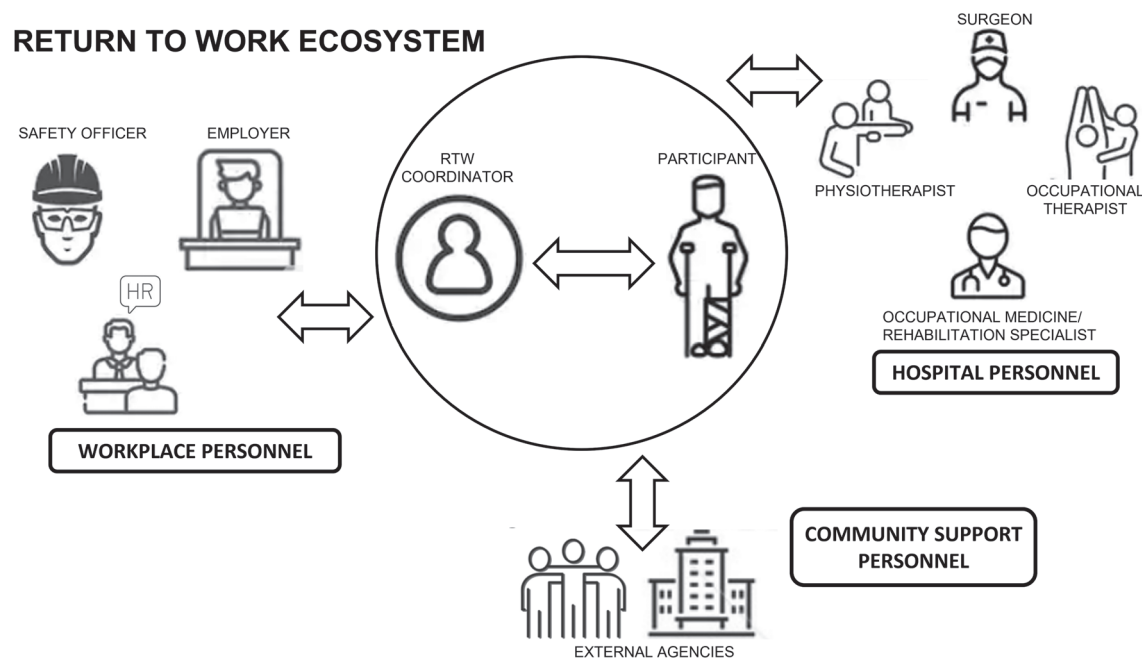 RETURN TO WORK ECOSYSTEM
SAFETY OFFICER
EMPLOYER
HR
WORKPLACE PERSONNEL
RTW
COORDINATOR
PARTICIPANT
SURGEON
PHYSIOTHERAPIST
OCCUPATIONAL
THERAPIST
OCCUPATIONAL MEDICINE/
REHABILITATION SPECIALIST
HOSPITAL PERSONNEL
COMMUNITY SUPPORT
PERSONNEL
EXTERNAL AGENCIES